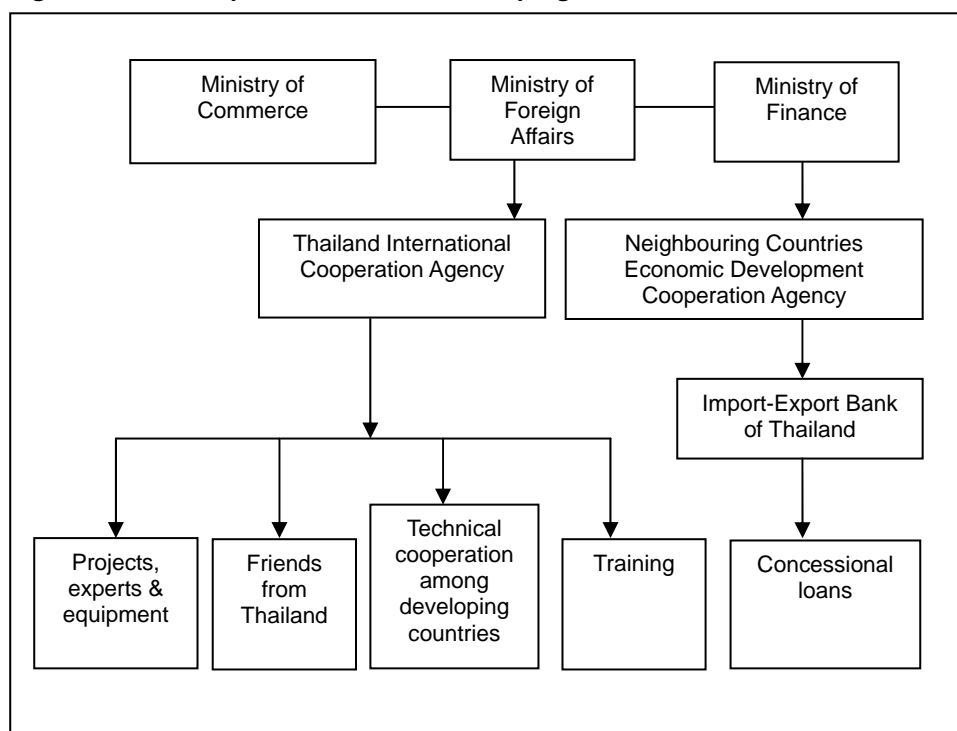 Ministry of
Commerce
Ministry of
Foreign
Affairs
Ministry of
Finance
Thailand International
Cooperation Agency
Neighbouring Countries
Economic Development
Cooperation Agency
Import-Export Bank
of Thailand
Projects,
experts &
equipment
Friends
from
Thailand
Technical
cooperation
among
developing
countries
Training
Concessional
loans